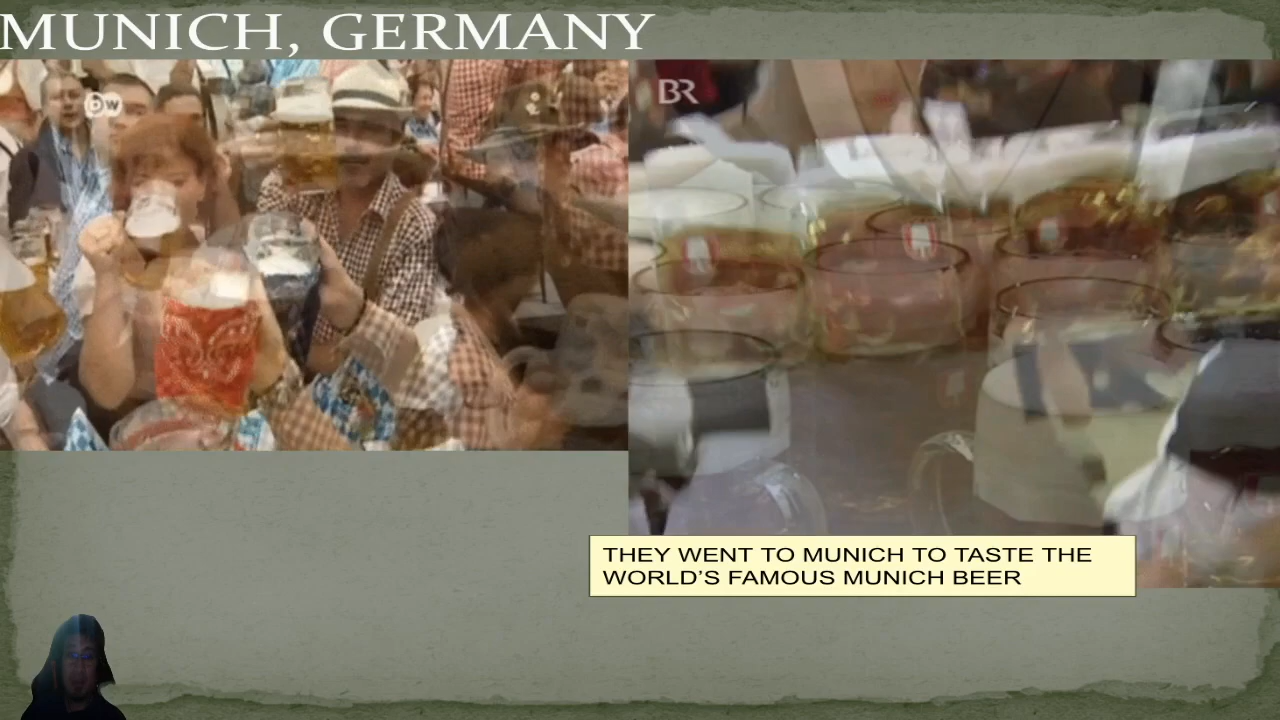 MUNICH, GERMANY
DW
BR
THEY WENT TO MUNICH TO TASTE THE
WORLD'S FAMOUS MUNICH BEER